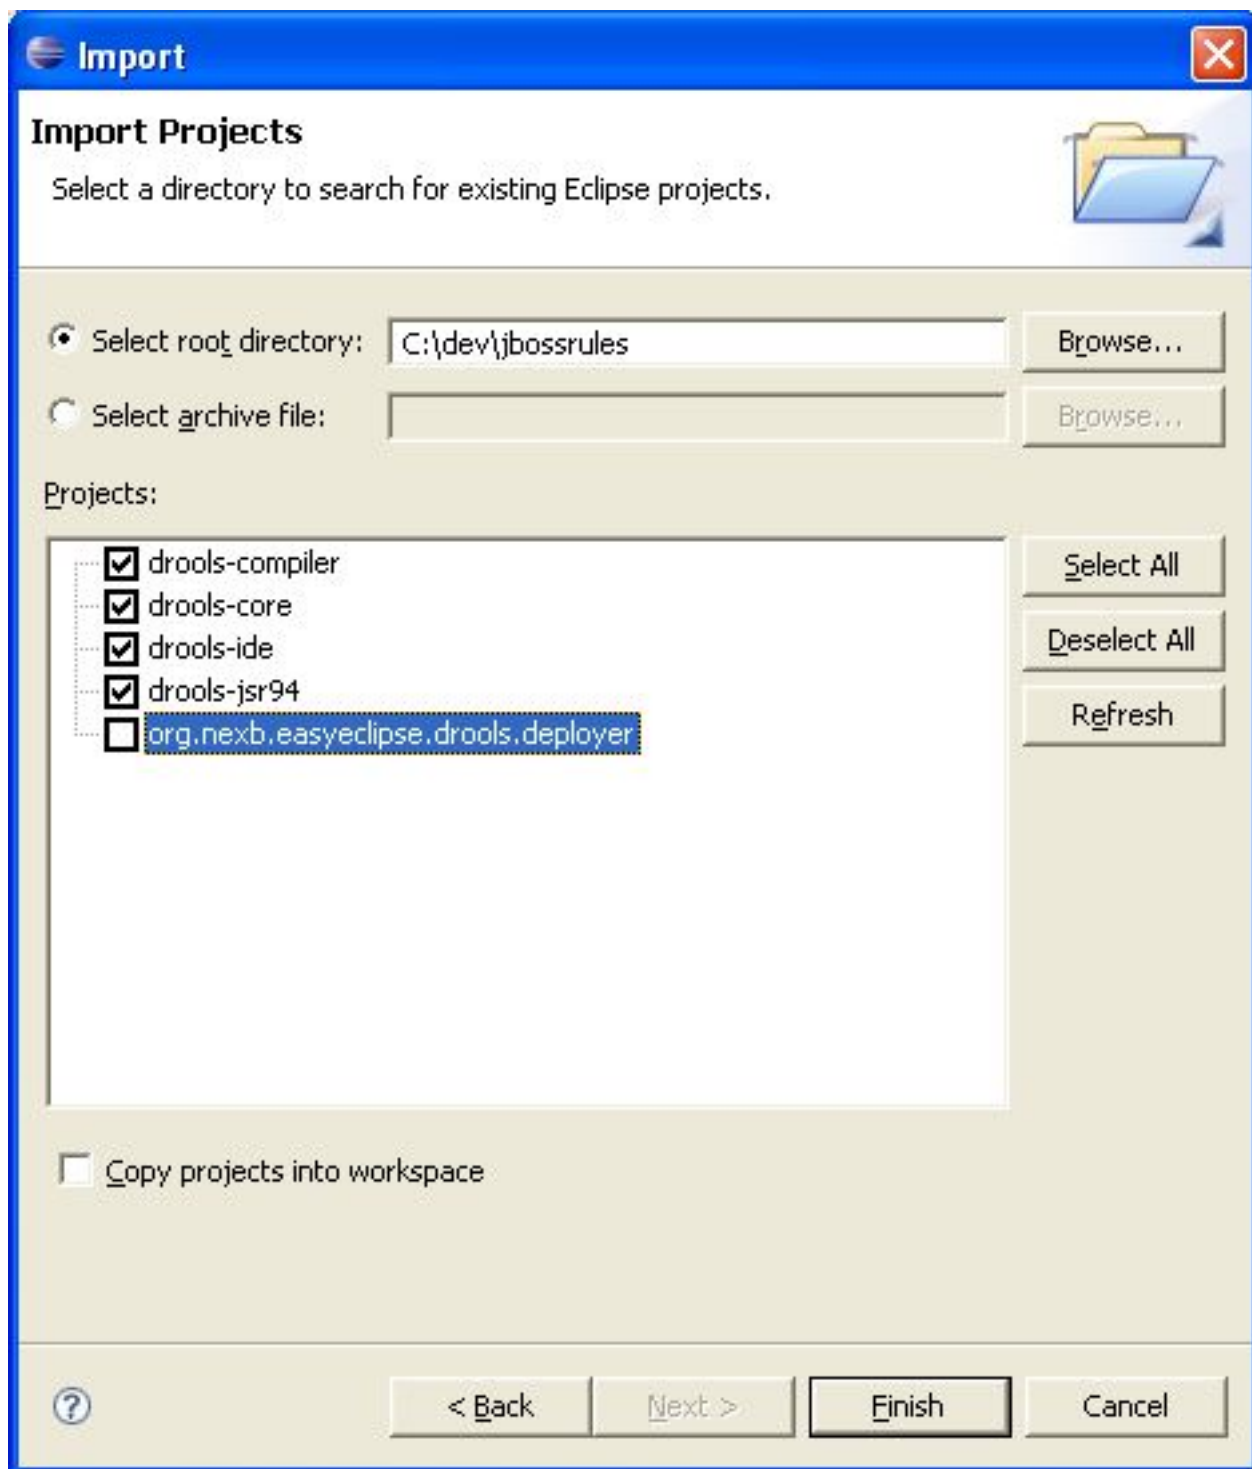 Import
Import Projects
Select a directory to search for existing Eclipse projects.
Select root directory: C:\dev\jbossrules Browse...
Select archive file: Browse...
Projects:
drools-compiler
Select All
drools-core
drools-ide
Deselect All
drools-jsr94
Refresh
org.nexb.easyeclipse.drools.deployer
Copy projects into workspace
? < Back Next > Finish Cancel